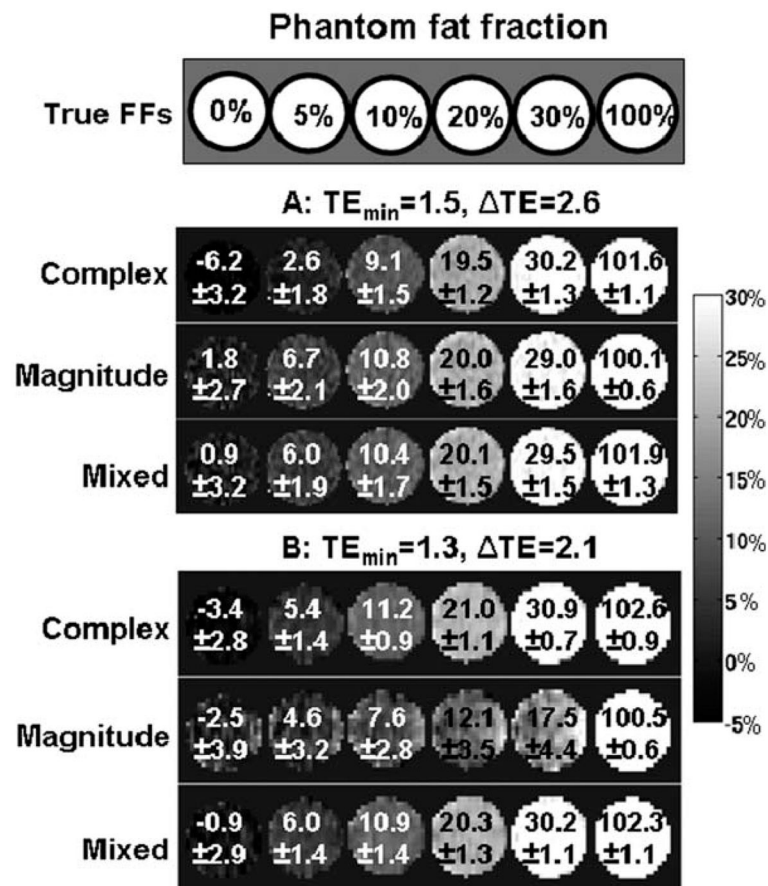 Phantom fat fraction
True FFs 0% 5% 10% 20% 30% 100%
A: TEmin=1.5, ΔTE=2.6
Complex -6.2 2.6 9.1 19.5 30.2 101.6
±3.2 ±1.8 ±1.5 ±1.2 ±1.3 ±1.1
Magnitude 1.8 6.7 10.8 20.0 29.0 100.1
±2.7 ±2.1 ±2.0 ±1.6 ±1.6 ±0.6
Mixed 0.9 6.0 10.4 20.1 29.5 101.9
±3.2 ±1.9 ±1.7 ±1.5 ±1.5 ±1.3
B: TEmin=1.3, ΔTE=2.1
Complex -3.4 5.4 11.2 21.0 30.9 102.6
±2.8 ±1.4 ±0.9 ±1.1 ±0.7 ±0.9
Magnitude -2.5 4.6 7.6 12.1 17.5 100.5
±3.9 ±3.2 ±2.8 ±3.5 ±4.4 ±0.6
Mixed -0.9 6.0 10.9 20.3 30.2 102.3
±2.9 ±1.4 ±1.4 ±1.3 ±1.1 ±1.1
30%
25%
20%
15%
10%
5%
0%
-5%